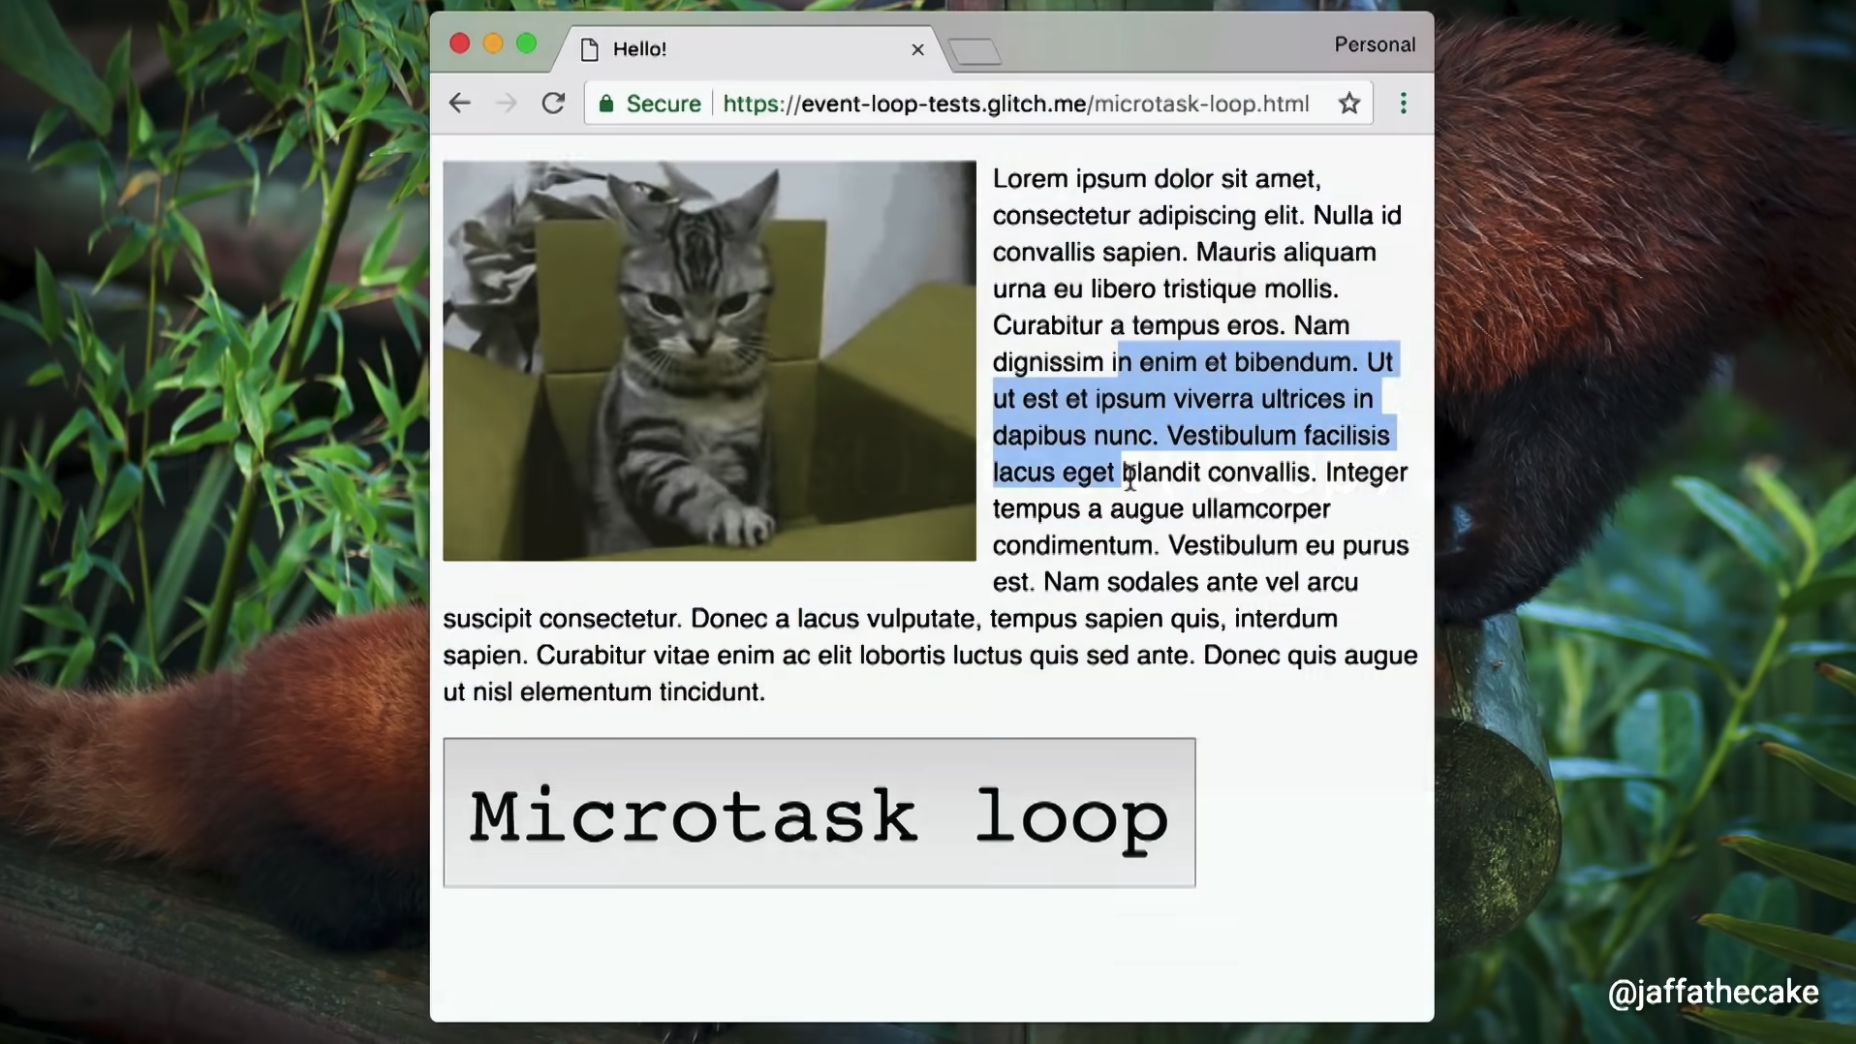 Hello!
Personal
Secure https://event-loop-tests.glitch.me/microtask-loop.html
Lorem ipsum dolor sit amet,
consectetur adipiscing elit. Nulla id
convallis sapien. Mauris aliquam
urna eu libero tristique mollis.
Curabitur a tempus eros. Nam
dignissim in enim et bibendum. Ut
ut est et ipsum viverra ultrices in
dapibus nunc. Vestibulum facilisis
lacus eget blandit convallis. Integer
tempus a augue ullamcorper
condimentum. Vestibulum eu purus
est. Nam sodales ante vel arcu
suscipit consectetur. Donec a lacus vulputate, tempus sapien quis, interdum
sapien. Curabitur vitae enim ac elit lobortis luctus quis sed ante. Donec quis augue
ut nisl elementum tincidunt.
Microtask loop
@jaffathecake